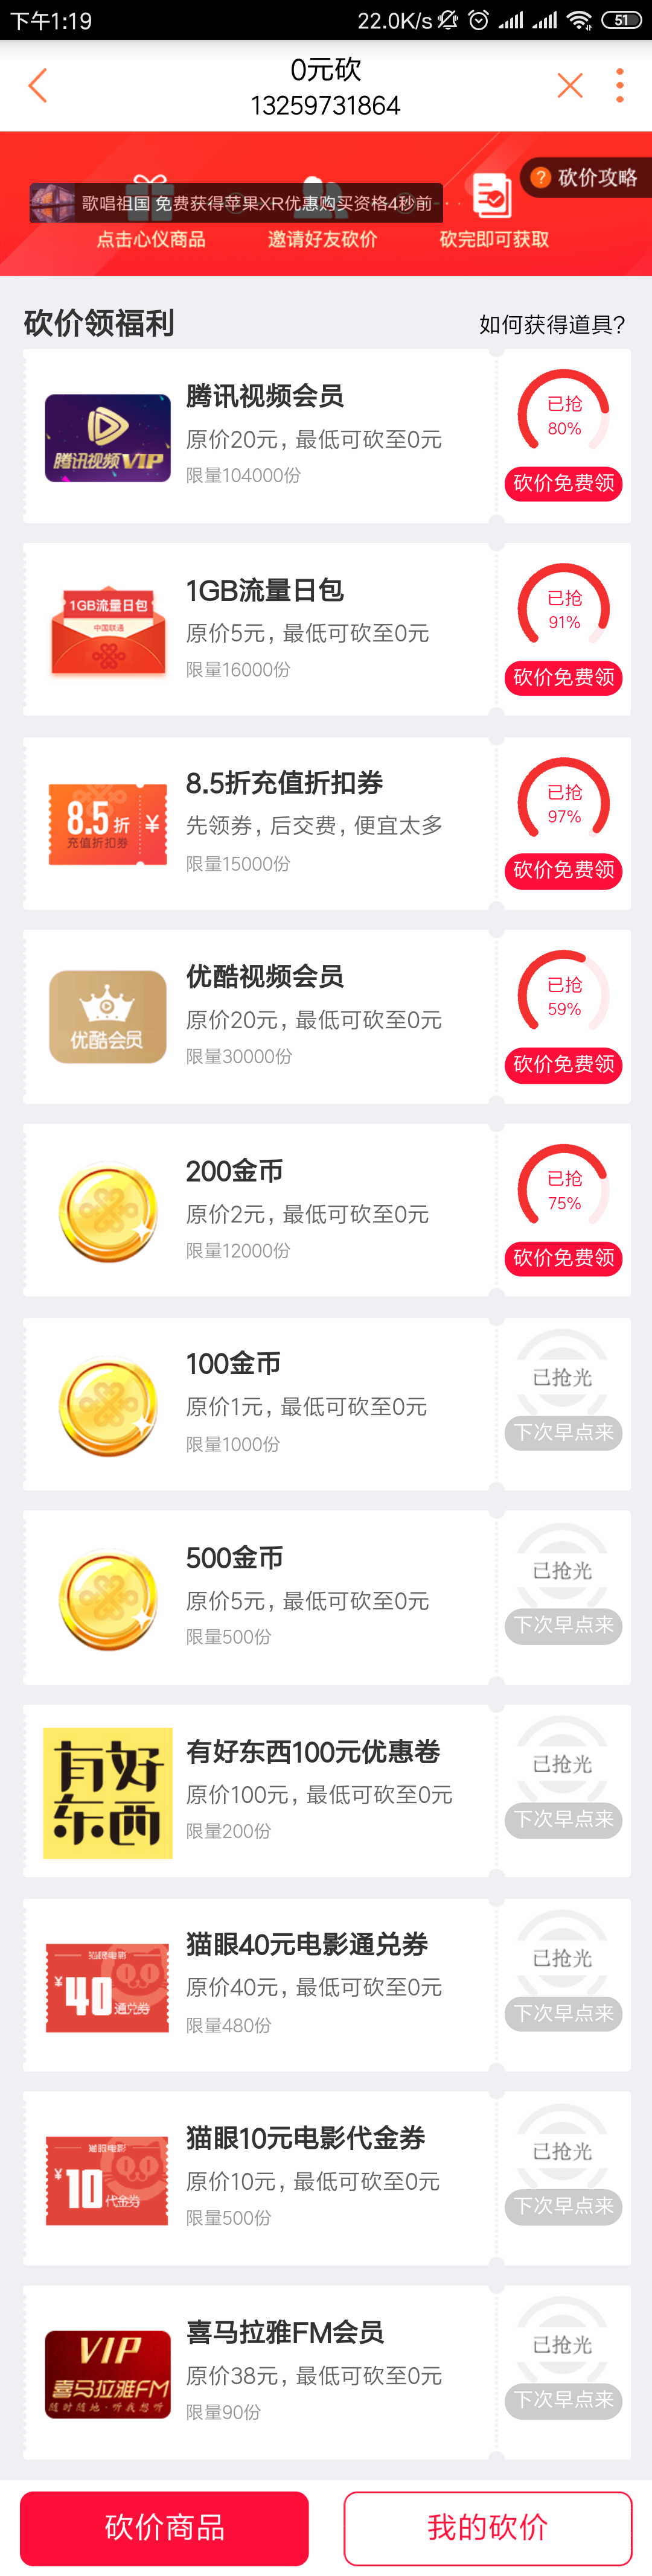 下午1:19
22.0K/s
51
0元砍
13259731864
砍价攻略
歌唱祖国 免费获得苹果XR优惠购买资格4秒前
点击心仪商品
邀请好友砍价
砍完即可获取
砍价领福利
如何获得道具?
腾讯视频VIP
腾讯视频会员
原价20元, 最低可砍至0元
限量104000份
已抢
80%
砍价免费领
1GB流量日包
中国联通
1GB流量日包
原价5元, 最低可砍至0元
限量16000份
已抢
91%
砍价免费领
8.5折
充值折扣券
¥
8.5折充值折扣券
先领券, 后交费, 便宜太多
限量15000份
已抢
97%
砍价免费领
优酷会员
优酷视频会员
原价20元, 最低可砍至0元
限量30000份
已抢
59%
砍价免费领
200金币
原价2元, 最低可砍至0元
限量12000份
已抢
75%
砍价免费领
100金币
原价1元, 最低可砍至0元
限量1000份
已抢光
下次早点来
500金币
原价5元, 最低可砍至0元
限量500份
已抢光
下次早点来
有好
东西
有好东西100元优惠卷
原价100元, 最低可砍至0元
限量200份
已抢光
下次早点来
猫眼电影
¥40通兑券
猫眼40元电影通兑券
原价40元, 最低可砍至0元
限量480份
已抢光
下次早点来
猫眼电影
¥10代金券
猫眼10元电影代金券
原价10元, 最低可砍至0元
限量500份
已抢光
下次早点来
VIP
喜马拉雅FM
随时随地·听我想听
喜马拉雅FM会员
原价38元, 最低可砍至0元
限量90份
已抢光
下次早点来
砍价商品
我的砍价